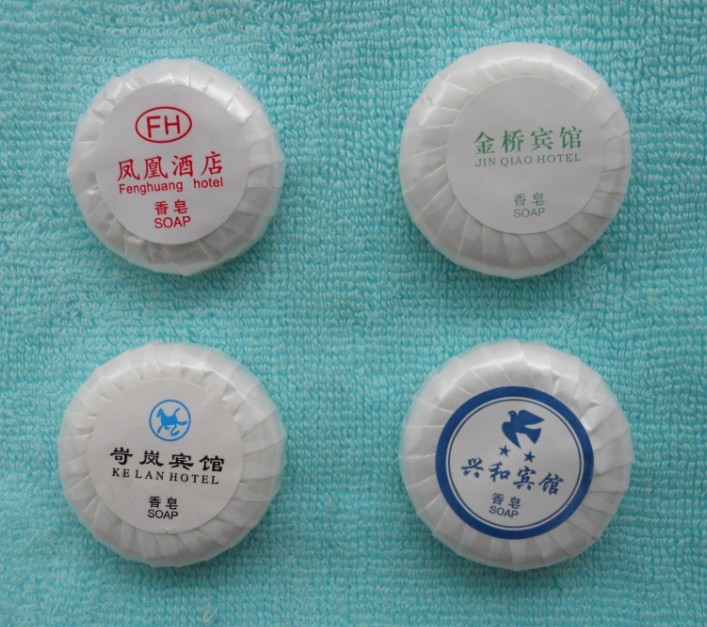 FH
凤凰酒店
Fenghuang hotel
香皂
SOAP
金桥宾馆
JIN QIAO HOTEL
香皂
SOAP
岢岚宾馆
KE LAN HOTEL
香皂
SOAP
兴和宾馆
香皂
SOAP